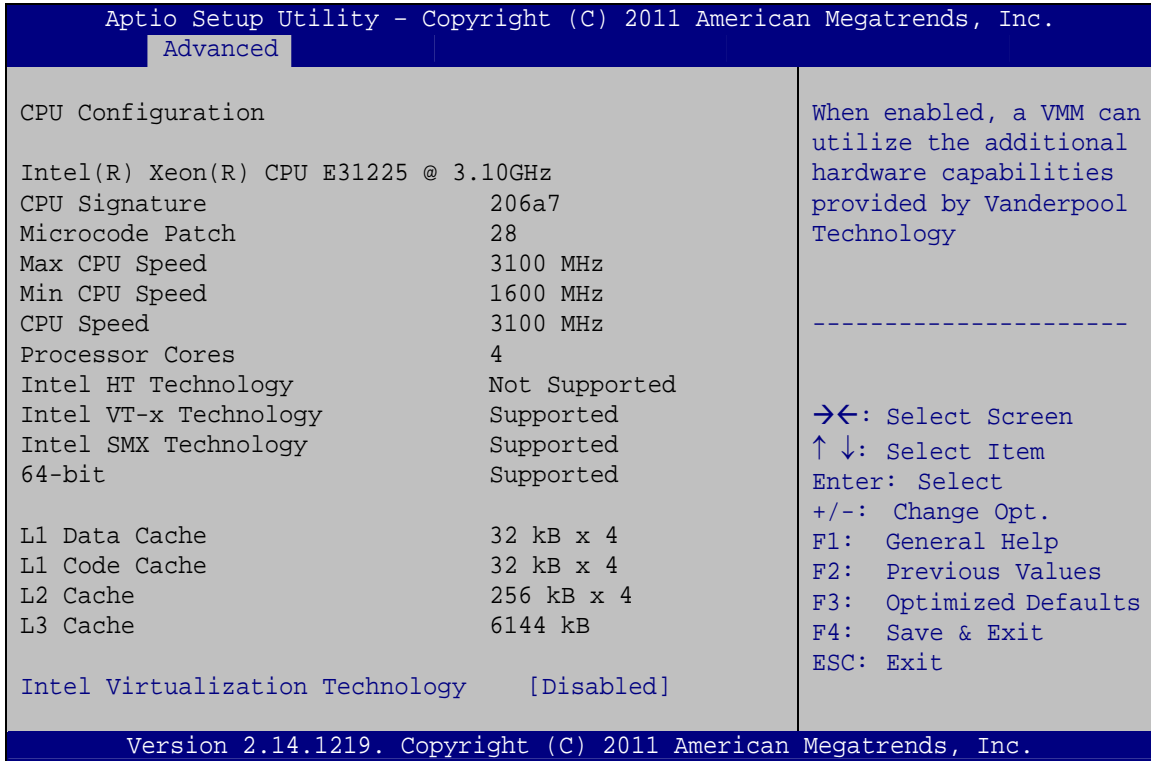 Aptio Setup Utility – Copyright (C) 2011 American Megatrends, Inc.
Advanced
CPU Configuration
Intel(R) Xeon(R) CPU E31225 @ 3.10GHz
CPU Signature 206a7
Microcode Patch 28
Max CPU Speed 3100 MHz
Min CPU Speed 1600 MHz
CPU Speed 3100 MHz
Processor Cores 4
Intel HT Technology Not Supported
Intel VT-x Technology Supported
Intel SMX Technology Supported
64-bit Supported
L1 Data Cache 32 kB x 4
L1 Code Cache 32 kB x 4
L2 Cache 256 kB x 4
L3 Cache 6144 kB
Intel Virtualization Technology [Disabled]
When enabled, a VMM can
utilize the additional
hardware capabilities
provided by Vanderpool
Technology
----------------------
→←: Select Screen
↑ ↓: Select Item
Enter: Select
+/-: Change Opt.
F1: General Help
F2: Previous Values
F3: Optimized Defaults
F4: Save & Exit
ESC: Exit
Version 2.14.1219. Copyright (C) 2011 American Megatrends, Inc.